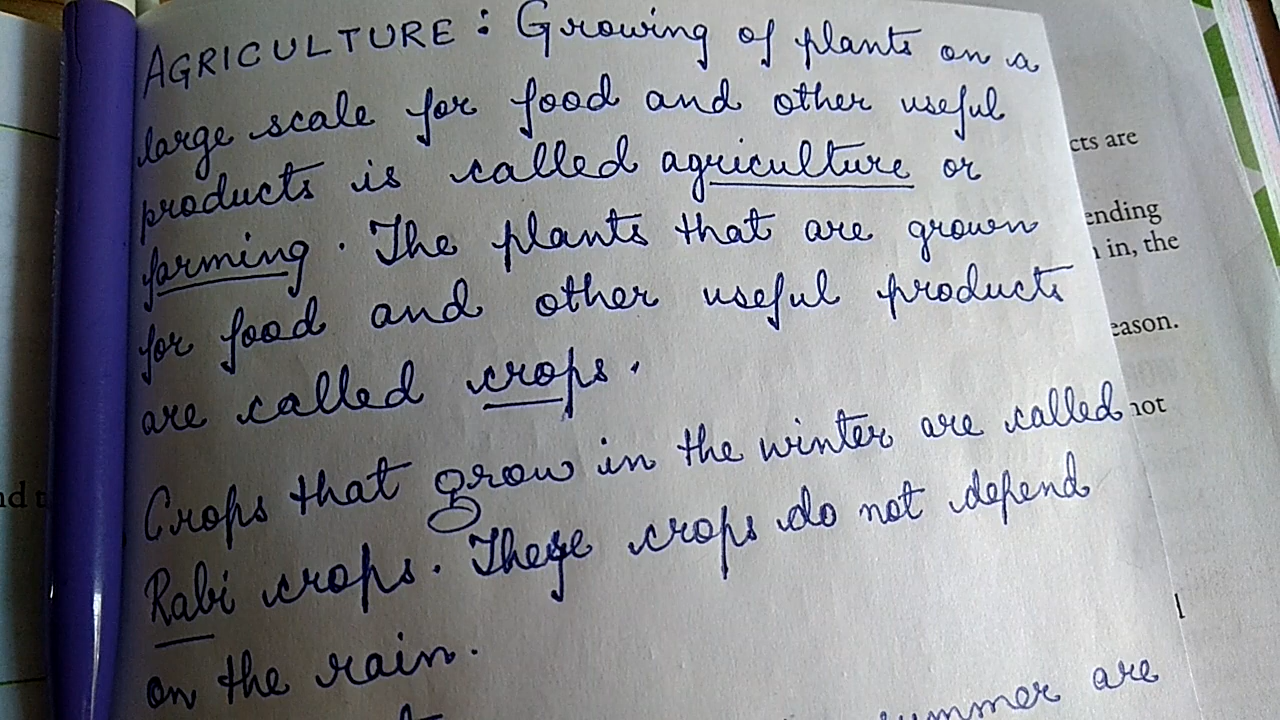 AGRICULTURE : Growing of plants on a
large scale for food and other useful
products is called agriculture or
farming. The plants that are grown
for food and other useful products
are called crops.
Crops that grow in the winter are called
Rabi crops. These crops do not depend
on the rain.
summer are
cts are
ending
in, the
eason.
not